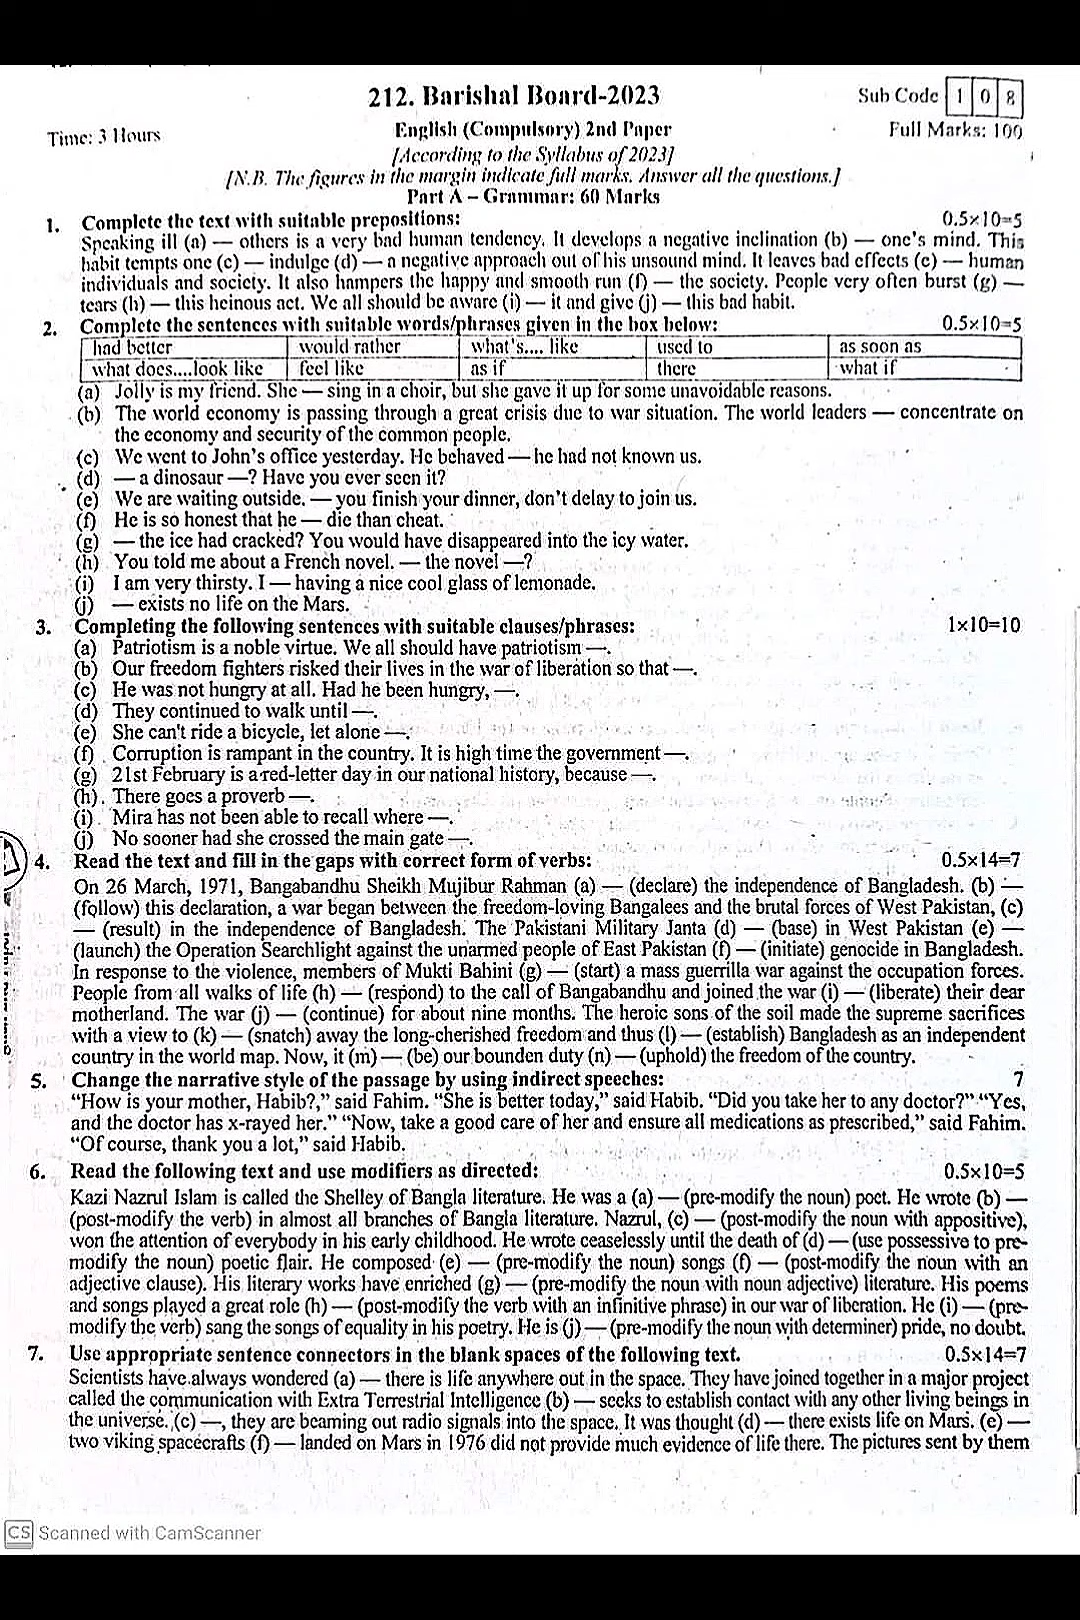 212. Barishal Board-2023
Sub Code 1 0 8
Time: 3 Hours
English (Compulsory) 2nd Paper
Full Marks: 100
[According to the Syllabus of 2023]
[N.B. The figures in the margin indicate full marks. Answer all the questions.]
Part A – Grammar: 60 Marks
1. Complete the text with suitable prepositions: 0.5×10=5
Speaking ill (a) — others is a very bad human tendency. It develops a negative inclination (b) — one's mind. This
habit tempts one (c) — indulge (d) — a negative approach out of his unsound mind. It leaves bad effects (e) — human
individuals and society. It also hampers the happy and smooth run (f) — the society. People very often burst (g) —
tears (h) — this heinous act. We all should be aware (i) — it and give (j) — this bad habit.
2. Complete the sentences with suitable words/phrases given in the box below: 0.5×10=5
had better would rather what's.... like used to as soon as
what does....look like feel like as if there what if
(a) Jolly is my friend. She — sing in a choir, but she gave it up for some unavoidable reasons.
(b) The world economy is passing through a great crisis due to war situation. The world leaders — concentrate on
the economy and security of the common people.
(c) We went to John's office yesterday. He behaved — he had not known us.
(d) — a dinosaur —? Have you ever seen it?
(e) We are waiting outside. — you finish your dinner, don't delay to join us.
(f) He is so honest that he — die than cheat.
(g) — the ice had cracked? You would have disappeared into the icy water.
(h) You told me about a French novel. — the novel —?
(i) I am very thirsty. I — having a nice cool glass of lemonade.
(j) — exists no life on the Mars.
3. Completing the following sentences with suitable clauses/phrases: 1×10=10
(a) Patriotism is a noble virtue. We all should have patriotism —.
(b) Our freedom fighters risked their lives in the war of liberation so that —.
(c) He was not hungry at all. Had he been hungry, —.
(d) They continued to walk until —.
(e) She can't ride a bicycle, let alone —.
(f) Corruption is rampant in the country. It is high time the government —.
(g) 21st February is a red-letter day in our national history, because —.
(h) There goes a proverb —.
(i) Mira has not been able to recall where —.
(j) No sooner had she crossed the main gate —.
4. Read the text and fill in the gaps with correct form of verbs: 0.5×14=7
On 26 March, 1971, Bangabandhu Sheikh Mujibur Rahman (a) — (declare) the independence of Bangladesh. (b) —
(follow) this declaration, a war began between the freedom-loving Bangalees and the brutal forces of West Pakistan, (c)
— (result) in the independence of Bangladesh. The Pakistani Military Janta (d) — (base) in West Pakistan (e) —
(launch) the Operation Searchlight against the unarmed people of East Pakistan (f) — (initiate) genocide in Bangladesh.
In response to the violence, members of Mukti Bahini (g) — (start) a mass guerrilla war against the occupation forces.
People from all walks of life (h) — (respond) to the call of Bangabandhu and joined the war (i) — (liberate) their dear
motherland. The war (j) — (continue) for about nine months. The heroic sons of the soil made the supreme sacrifices
with a view to (k) — (snatch) away the long-cherished freedom and thus (l) — (establish) Bangladesh as an independent
country in the world map. Now, it (m) — (be) our bounden duty (n) — (uphold) the freedom of the country.
5. Change the narrative style of the passage by using indirect speeches: 7
“How is your mother, Habib?,” said Fahim. “She is better today,” said Habib. “Did you take her to any doctor?” “Yes,
and the doctor has x-rayed her.” “Now, take a good care of her and ensure all medications as prescribed,” said Fahim.
“Of course, thank you a lot,” said Habib.
6. Read the following text and use modifiers as directed: 0.5×10=5
Kazi Nazrul Islam is called the Shelley of Bangla literature. He was a (a) — (pre-modify the noun) poet. He wrote (b) —
(post-modify the verb) in almost all branches of Bangla literature. Nazrul, (c) — (post-modify the noun with appositive),
won the attention of everybody in his early childhood. He wrote ceaselessly until the death of (d) — (use possessive to pre-
modify the noun) poetic flair. He composed (e) — (pre-modify the noun) songs (f) — (post-modify the noun with an
adjective clause). His literary works have enriched (g) — (pre-modify the noun with noun adjective) literature. His poems
and songs played a great role (h) — (post-modify the verb with an infinitive phrase) in our war of liberation. He (i) — (pre-
modify the verb) sang the songs of equality in his poetry. He is (j) — (pre-modify the noun with determiner) pride, no doubt.
7. Use appropriate sentence connectors in the blank spaces of the following text. 0.5×14=7
Scientists have always wondered (a) — there is life anywhere out in the space. They have joined together in a major project
called the communication with Extra Terrestrial Intelligence (b) — seeks to establish contact with any other living beings in
the universe. (c) —, they are beaming out radio signals into the space. It was thought (d) — there exists life on Mars. (e) —
two viking spacecrafts (f) — landed on Mars in 1976 did not provide much evidence of life there. The pictures sent by them
CS Scanned with CamScanner